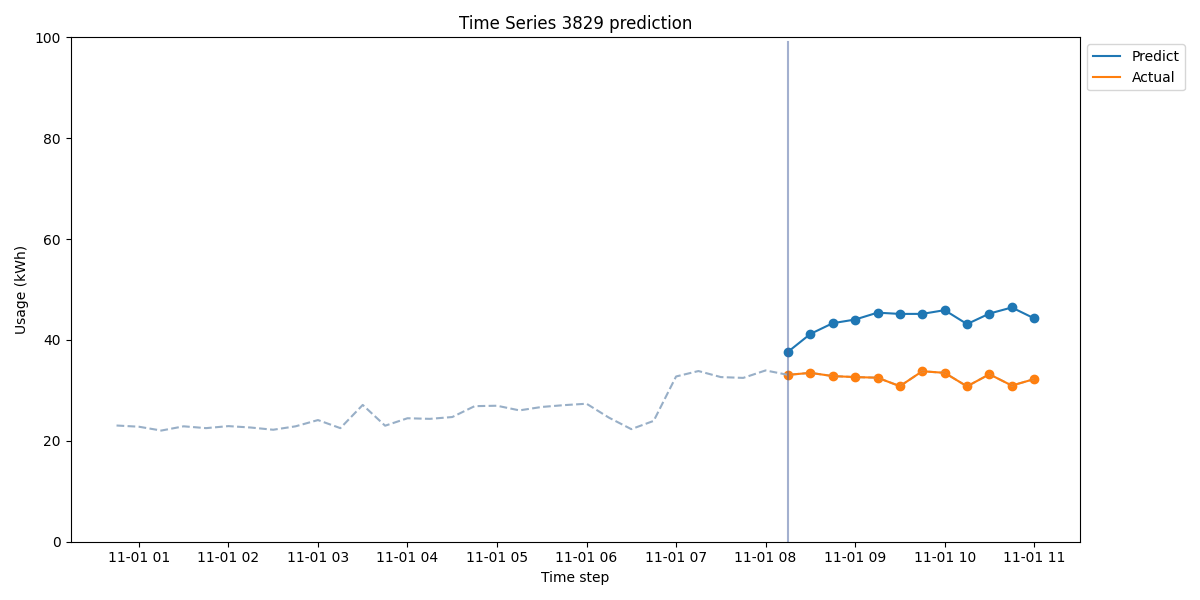 Time Series 3829 prediction
100
80
60
40
20
0
Usage (kWh)
Predict
Actual
11-01 01 11-01 02 11-01 03 11-01 04 11-01 05 11-01 06 11-01 07 11-01 08 11-01 09 11-01 10 11-01 11
Time step